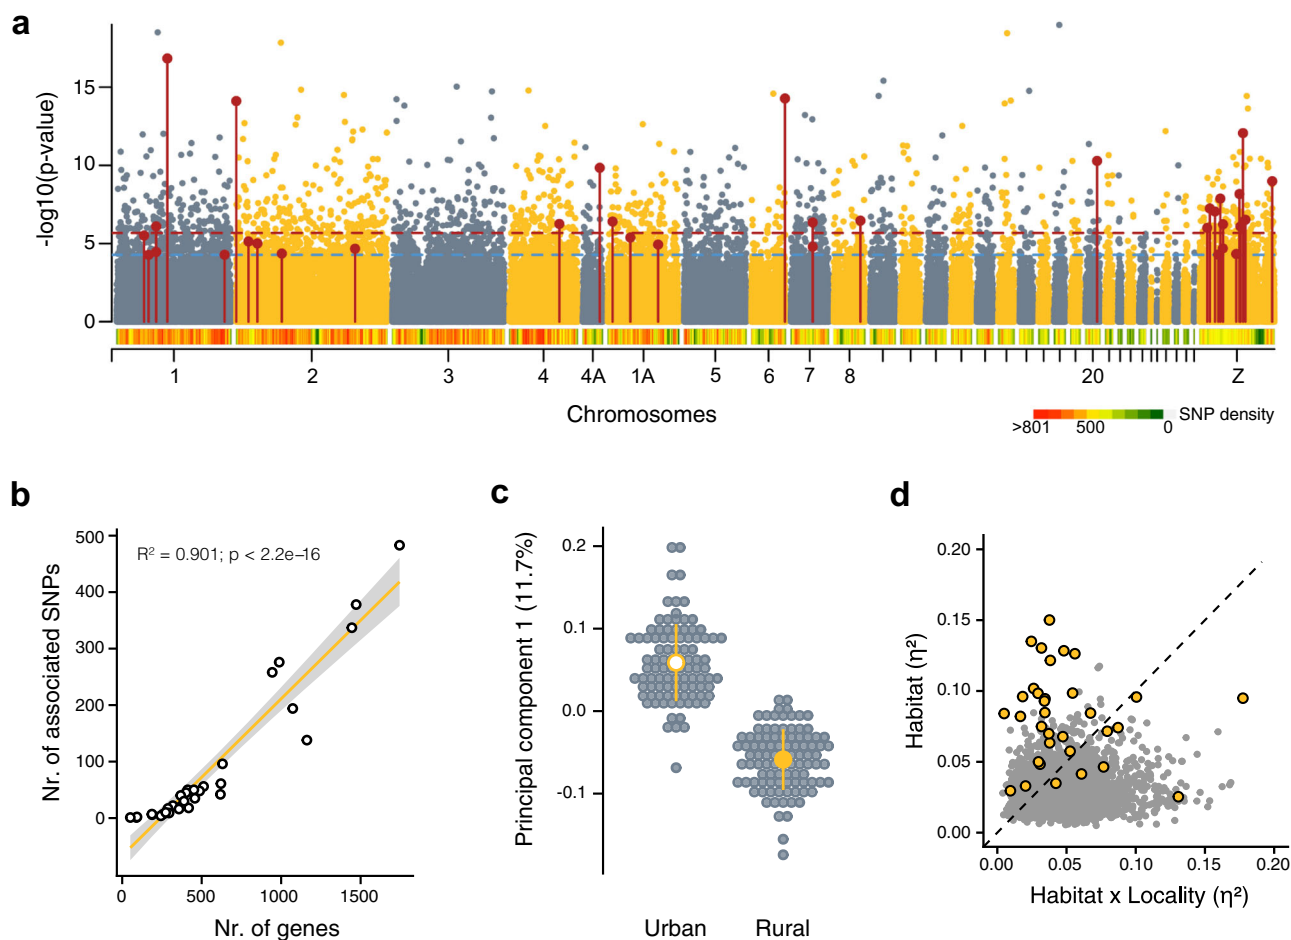 a
-log10(p-value)
15
10
5
0
1 2 3 4 4A 1A 5 6 7 8 20 Z
Chromosomes
>801 500 0 SNP density
b
Nr. of associated SNPs
R² = 0.901; p < 2.2e–16
500
400
300
200
100
0
0 500 1000 1500
Nr. of genes
c
Principal component 1 (11.7%)
0.2
0.1
0.0
-0.1
Urban Rural
d
Habitat (η²)
0.20
0.15
0.10
0.05
0.00
0.00 0.05 0.10 0.15 0.20
Habitat x Locality (η²)